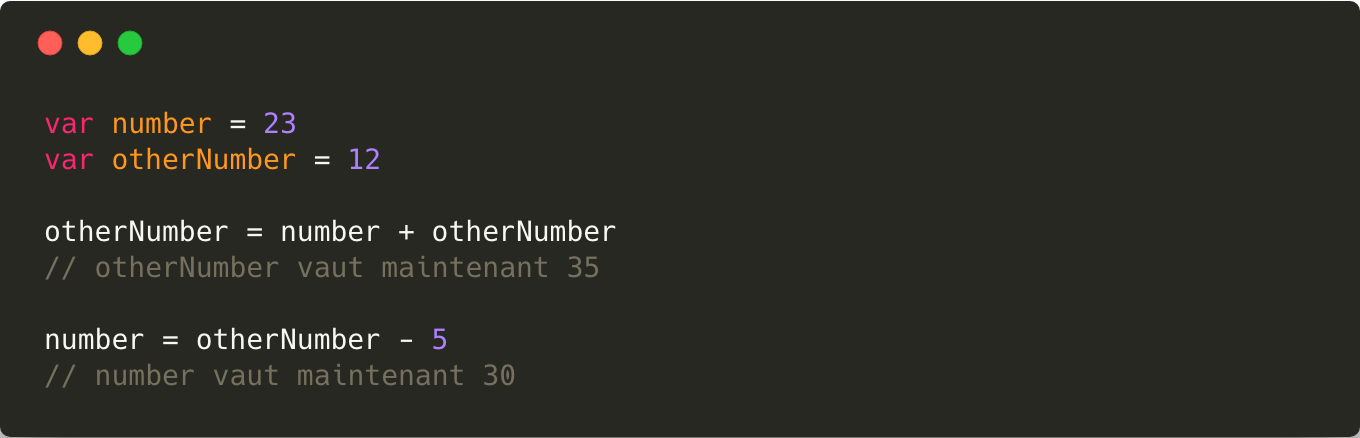 var number = 23
var otherNumber = 12
otherNumber = number + otherNumber
// otherNumber vaut maintenant 35
number = otherNumber - 5
// number vaut maintenant 30